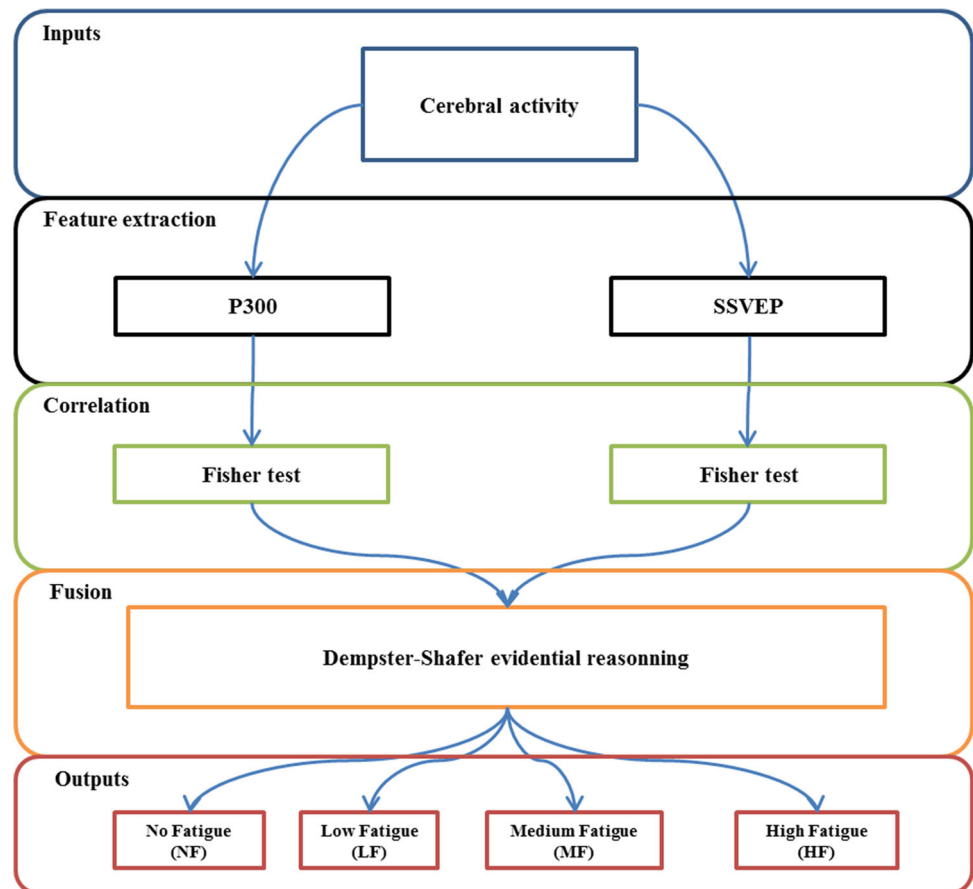 Inputs
Cerebral activity
Feature extraction
P300
SSVEP
Correlation
Fisher test
Fisher test
Fusion
Dempster-Shafer evidential reasonning
Outputs
No Fatigue
(NF)
Low Fatigue
(LF)
Medium Fatigue
(MF)
High Fatigue
(HF)